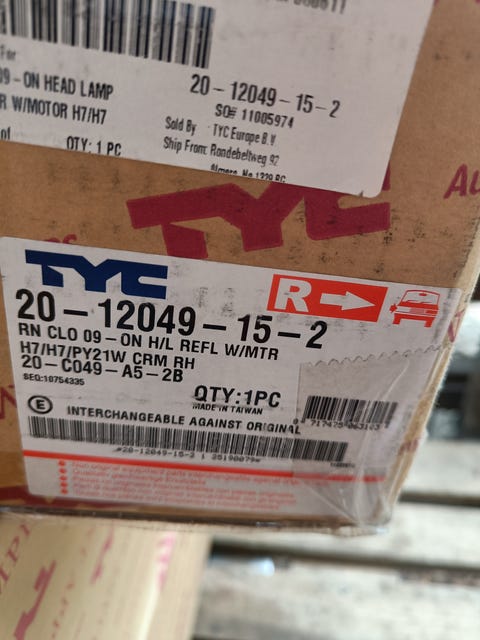 For
09-ON HEAD LAMP
R W/MOTOR H7/H7
of
QTY: 1 PC
20-12049-15-2
SO# 11005974
Sold By TYC Europe B.V
Ship From: Randebeltweg 92
TYC
TYC
R
20-12049-15-2
RN CLO 09-ON H/L REFL W/MTR
H7/H7/PY21W CRM RH
20-C049-A5-2B
SEQ:10754335
QTY:1PC
MADE IN TAIWAN
E
INTERCHANGEABLE AGAINST ORIGINAL